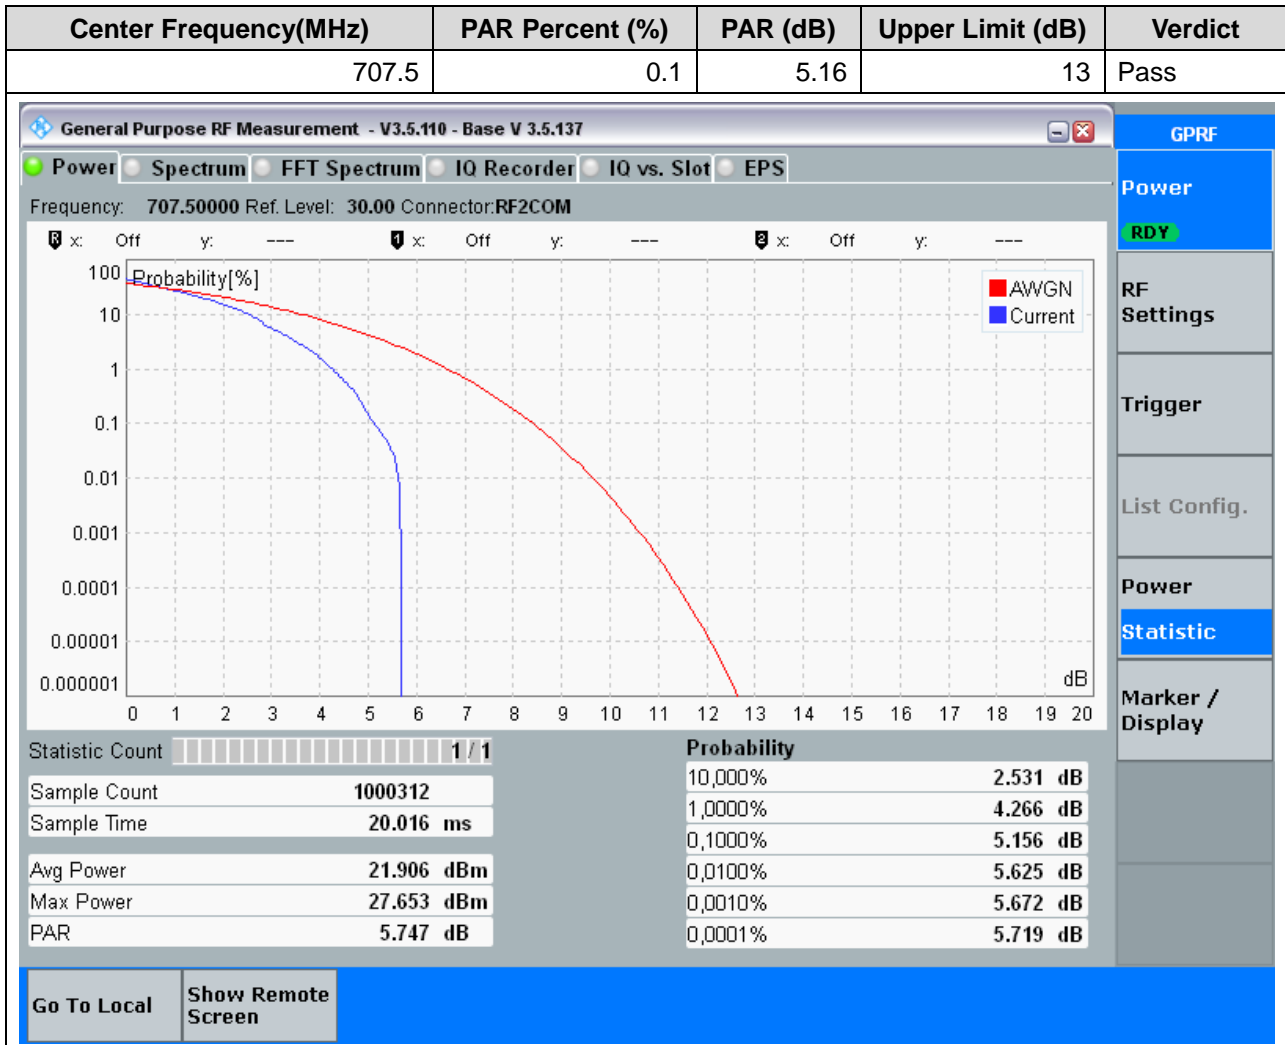 Center Frequency(MHz) PAR Percent (%) PAR (dB) Upper Limit (dB) Verdict
707.5 0.1 5.16 13 Pass
General Purpose RF Measurement - V3.5.110 - Base V 3.5.137
GPRF
Power Spectrum FFT Spectrum IQ Recorder IQ vs. Slot EPS
Power
RDY
Frequency: 707.50000 Ref. Level: 30.00 Connector:RF2COM
R x: Off y: --- 1 x: Off y: --- 2 x: Off y: ---
Probability[%]
100
10
1
0.1
0.01
0.001
0.0001
0.00001
0.000001
AWGN
Current
dB
0 1 2 3 4 5 6 7 8 9 10 11 12 13 14 15 16 17 18 19 20
RF
Settings
Trigger
List Config.
Power
Statistic
Marker /
Display
Statistic Count 1 / 1
Sample Count 1000312
Sample Time 20.016 ms
Avg Power 21.906 dBm
Max Power 27.653 dBm
PAR 5.747 dB
Probability
10,000% 2.531 dB
1,0000% 4.266 dB
0,1000% 5.156 dB
0,0100% 5.625 dB
0,0010% 5.672 dB
0,0001% 5.719 dB
Go To Local
Show Remote
Screen